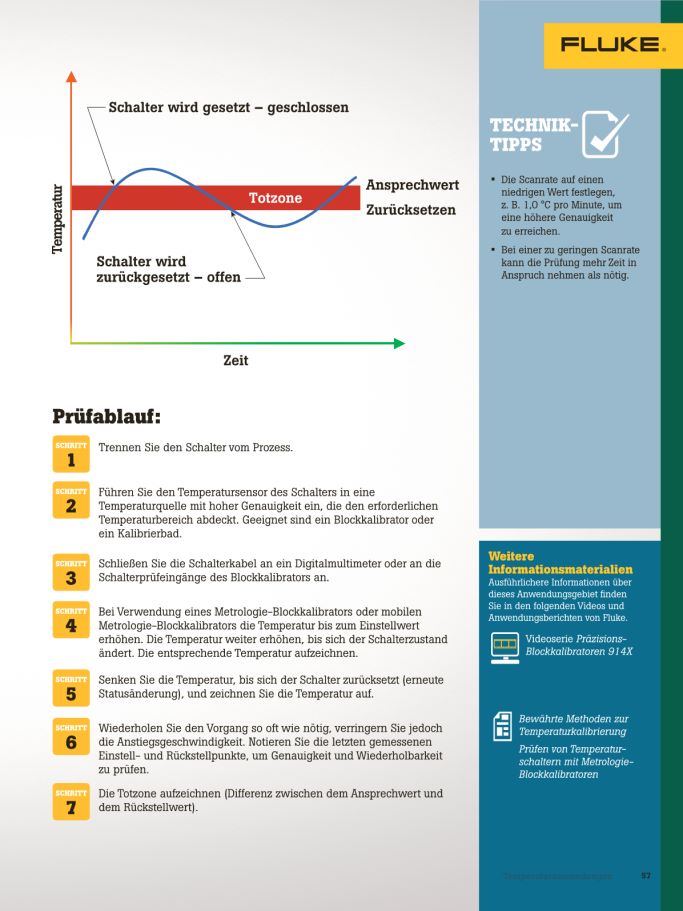 FLUKE®
Schalter wird gesetzt – geschlossen
Temperatur
Totzone
Ansprechwert
Zurücksetzen
Schalter wird
zurückgesetzt – offen
Zeit
TECHNIK-
TIPPS
• Die Scanrate auf einen
niedrigen Wert festlegen,
z. B. 1,0 °C pro Minute, um
eine höhere Genauigkeit
zu erreichen.
• Bei einer zu geringen Scanrate
kann die Prüfung mehr Zeit in
Anspruch nehmen als nötig.
Prüfablauf:
SCHRITT
1
Trennen Sie den Schalter vom Prozess.
SCHRITT
2
Führen Sie den Temperatursensor des Schalters in eine
Temperaturquelle mit hoher Genauigkeit ein, die den erforderlichen
Temperaturbereich abdeckt. Geeignet sind ein Blockkalibrator oder
ein Kalibrierbad.
SCHRITT
3
Schließen Sie die Schalterkabel an ein Digitalmultimeter oder an die
Schalterprüfeingänge des Blockkalibrators an.
SCHRITT
4
Bei Verwendung eines Metrologie-Blockkalibrators oder mobilen
Metrologie-Blockkalibrators die Temperatur bis zum Einstellwert
erhöhen. Die Temperatur weiter erhöhen, bis sich der Schalterzustand
ändert. Die entsprechende Temperatur aufzeichnen.
SCHRITT
5
Senken Sie die Temperatur, bis sich der Schalter zurücksetzt (erneute
Statusänderung), und zeichnen Sie die Temperatur auf.
SCHRITT
6
Wiederholen Sie den Vorgang so oft wie nötig, verringern Sie jedoch
die Anstiegsgeschwindigkeit. Notieren Sie die letzten gemessenen
Einstell- und Rückstellpunkte, um Genauigkeit und Wiederholbarkeit
zu prüfen.
SCHRITT
7
Die Totzone aufzeichnen (Differenz zwischen dem Ansprechwert und
dem Rückstellwert).
Weitere
Informationsmaterialien
Ausführlichere Informationen über
dieses Anwendungsgebiet finden
Sie in den folgenden Videos und
Anwendungsberichten von Fluke.
Videoserie Präzisions-
Blockkalibratoren 914X
Bewährte Methoden zur
Temperaturkalibrierung
Prüfen von Temperatur-
schaltern mit Metrologie-
Blockkalibratoren
Temperaturanwendungen 57